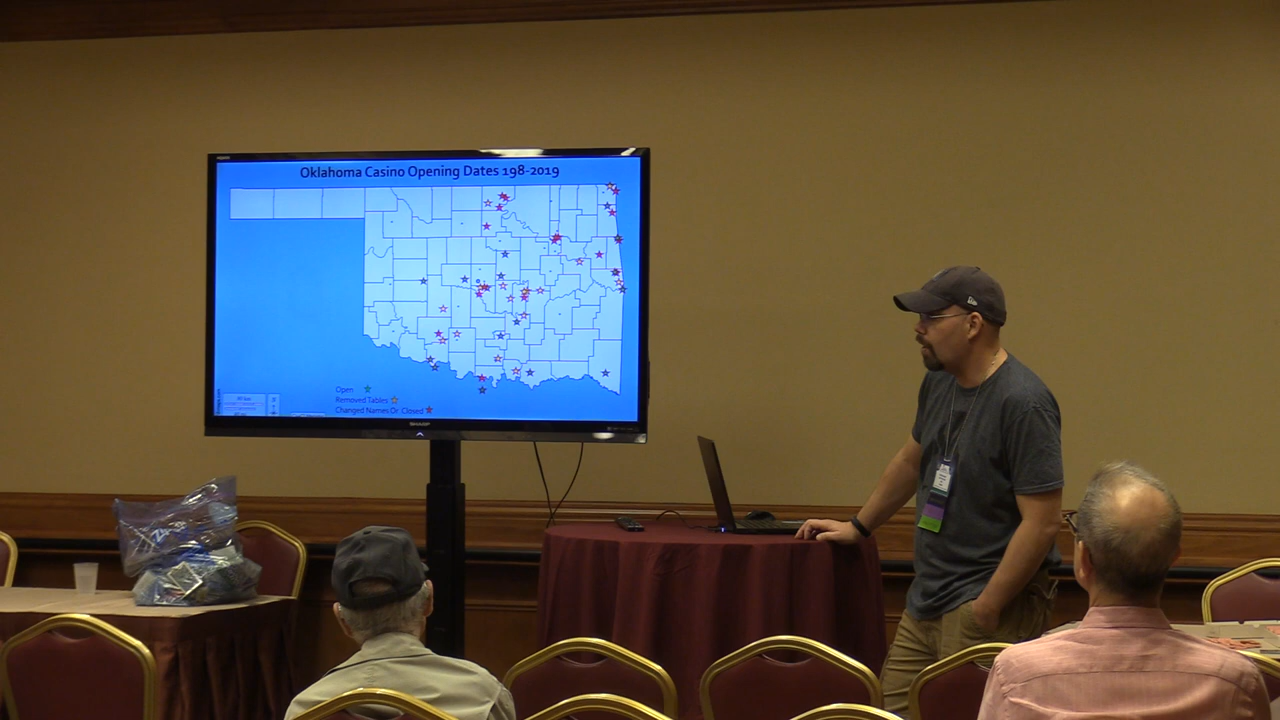 Oklahoma Casino Opening Dates 198-2019
Open
Removed Tables
Changed Names Or Closed
SHARP